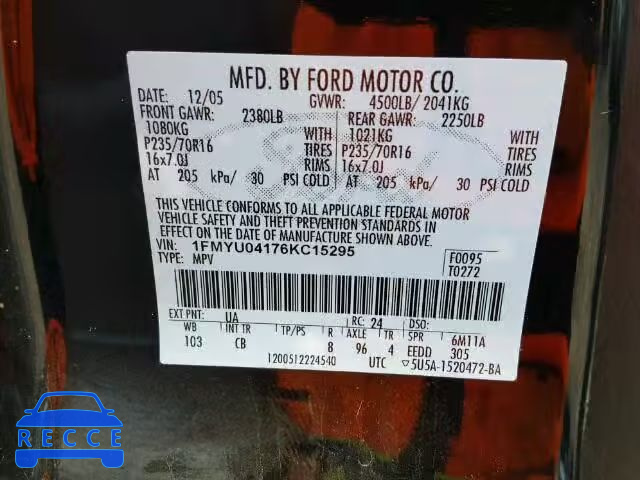 MFD. BY FORD MOTOR CO.
DATE: 12/05 GVWR: 4500LB/ 2041KG
FRONT GAWR: 2380LB REAR GAWR: 2250LB
1080KG WITH 1021KG WITH
P235/70R16 TIRES P235/70R16 TIRES
16x7.0J RIMS 16x7.0J RIMS
AT 205 kPa/ 30 PSI COLD AT 205 kPa/ 30 PSI COLD
THIS VEHICLE CONFORMS TO ALL APPLICABLE FEDERAL MOTOR
VEHICLE SAFETY AND THEFT PREVENTION STANDARDS IN
EFFECT ON THE DATE OF MANUFACTURE SHOWN ABOVE.
VIN: 1FMYU04176KC15295 F0095
TYPE: MPV T0272
EXT PNT: UA RC: 24 DSO:
WB INT TR TP/PS R AXLE TR SPR 6M11A
103 CB 8 96 4 EEDD 305
1200512224540 UTC ▽5U5A-1520472-BA
RECCE